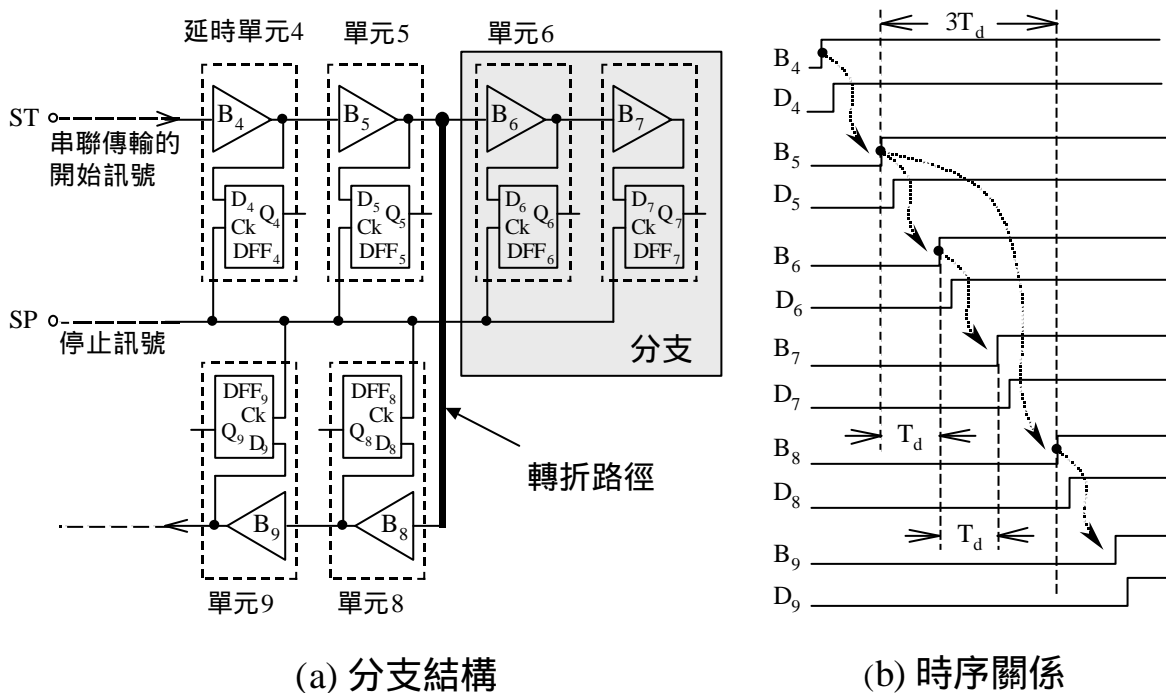 延時單元4
單元5
單元6
B4
B5
B6
B7
ST
串聯傳輸的
開始訊號
D4
Q4
Ck
DFF4
D5
Q5
Ck
DFF5
D6
Q6
Ck
DFF6
D7
Q7
Ck
DFF7
SP
停止訊號
分支
DFF9
Ck
Q9
D9
DFF8
Ck
Q8
D8
轉折路徑
B9
B8
單元9
單元8
(a) 分支結構
3Td
B4
D4
B5
D5
B6
D6
B7
D7
Td
B8
D8
Td
B9
D9
(b) 時序關係